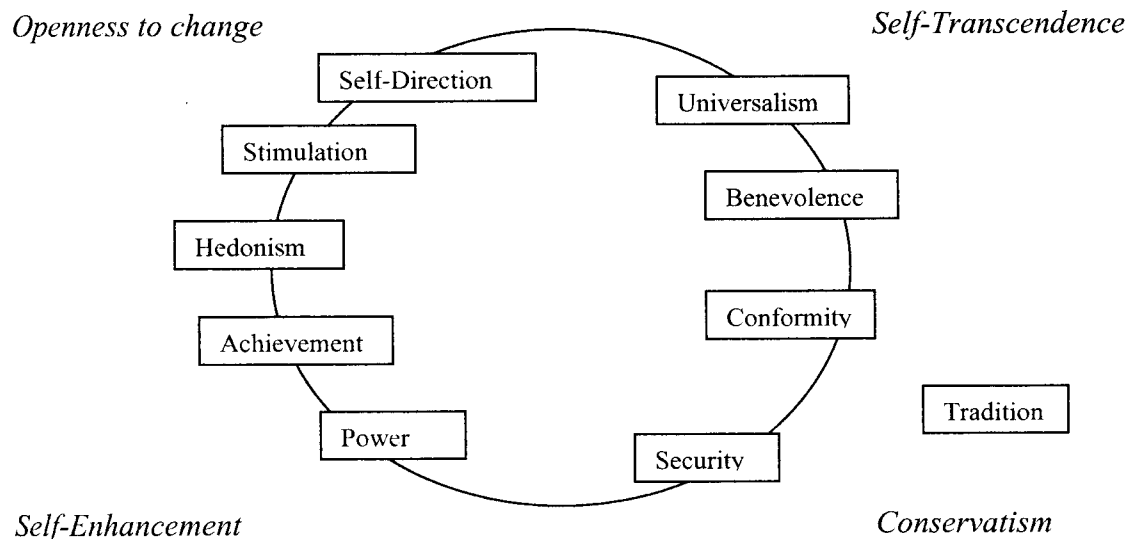 Openness to change
Self-Transcendence
Self-Direction
Universalism
Stimulation
Benevolence
Hedonism
Conformity
Achievement
Tradition
Power
Security
Self-Enhancement
Conservatism